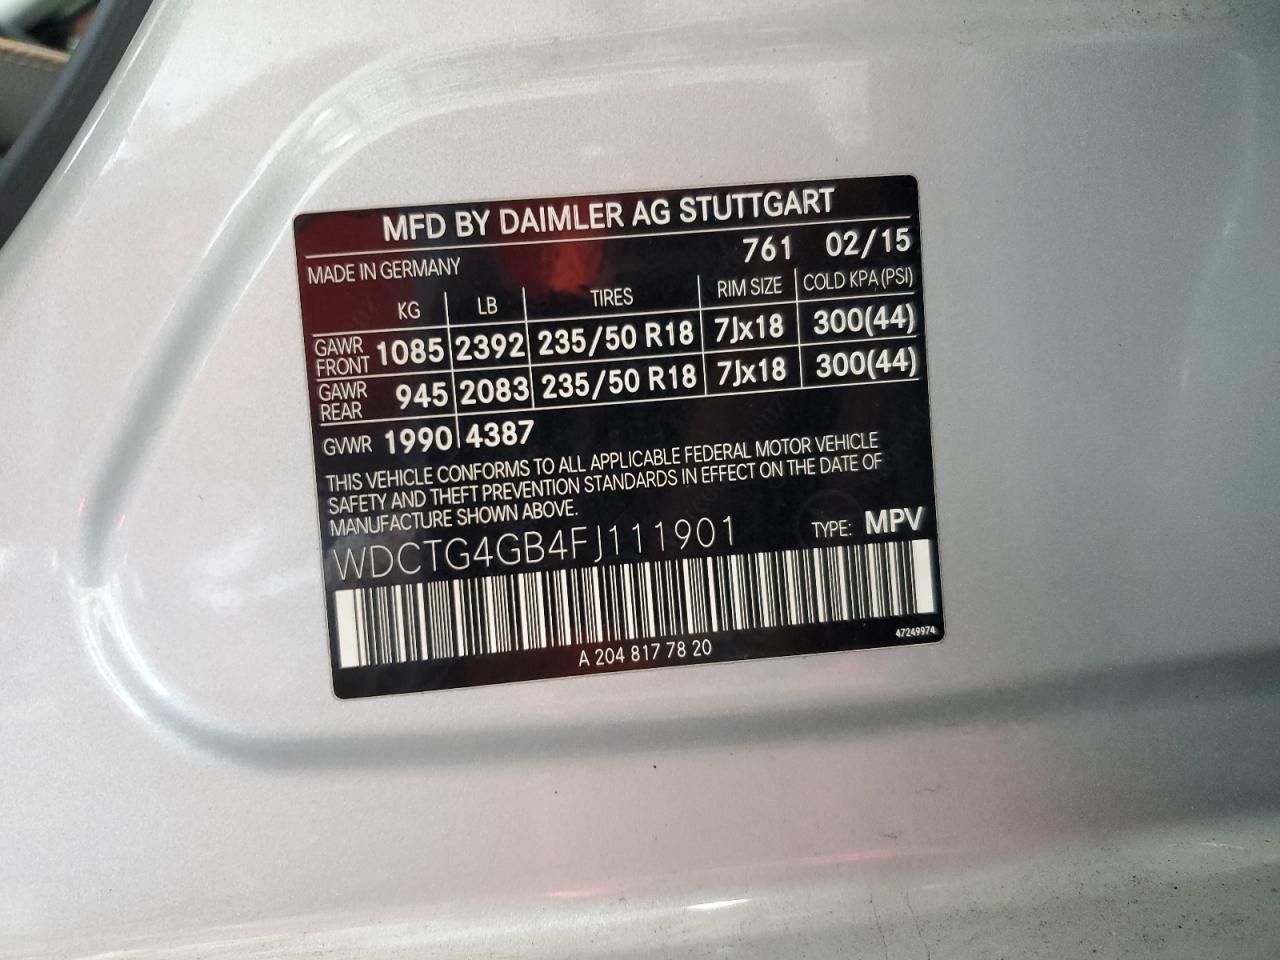 MFD BY DAIMLER AG STUTTGART
761 02/15
MADE IN GERMANY
KG LB TIRES RIM SIZE COLD KPA (PSI)
GAWR FRONT 1085 2392 235/50 R18 7Jx18 300(44)
GAWR REAR 945 2083 235/50 R18 7Jx18 300(44)
GVWR 1990 4387
THIS VEHICLE CONFORMS TO ALL APPLICABLE FEDERAL MOTOR VEHICLE
SAFETY AND THEFT PREVENTION STANDARDS IN EFFECT ON THE DATE OF
MANUFACTURE SHOWN ABOVE.
WDCTG4GB4FJ111901 TYPE: MPV
A 204 817 78 20
47249974